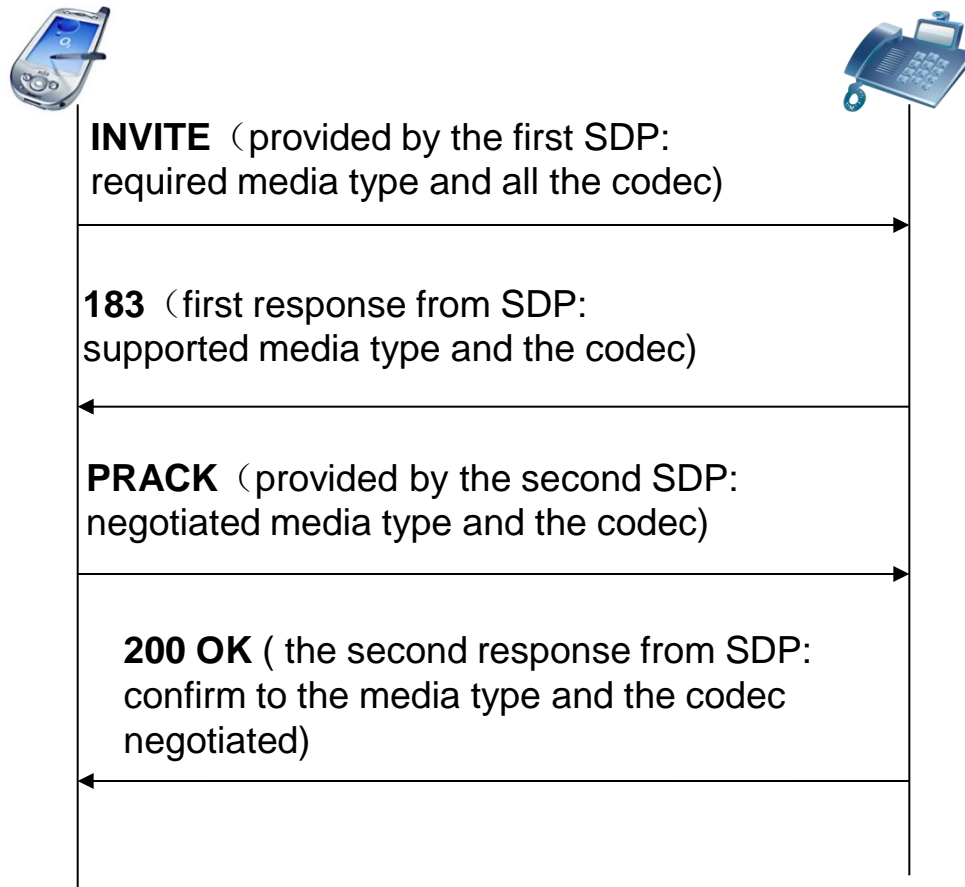 INVITE（provided by the first SDP:
required media type and all the codec)
183（first response from SDP:
supported media type and the codec)
PRACK（provided by the second SDP:
negotiated media type and the codec)
200 OK ( the second response from SDP:
confirm to the media type and the codec
negotiated)